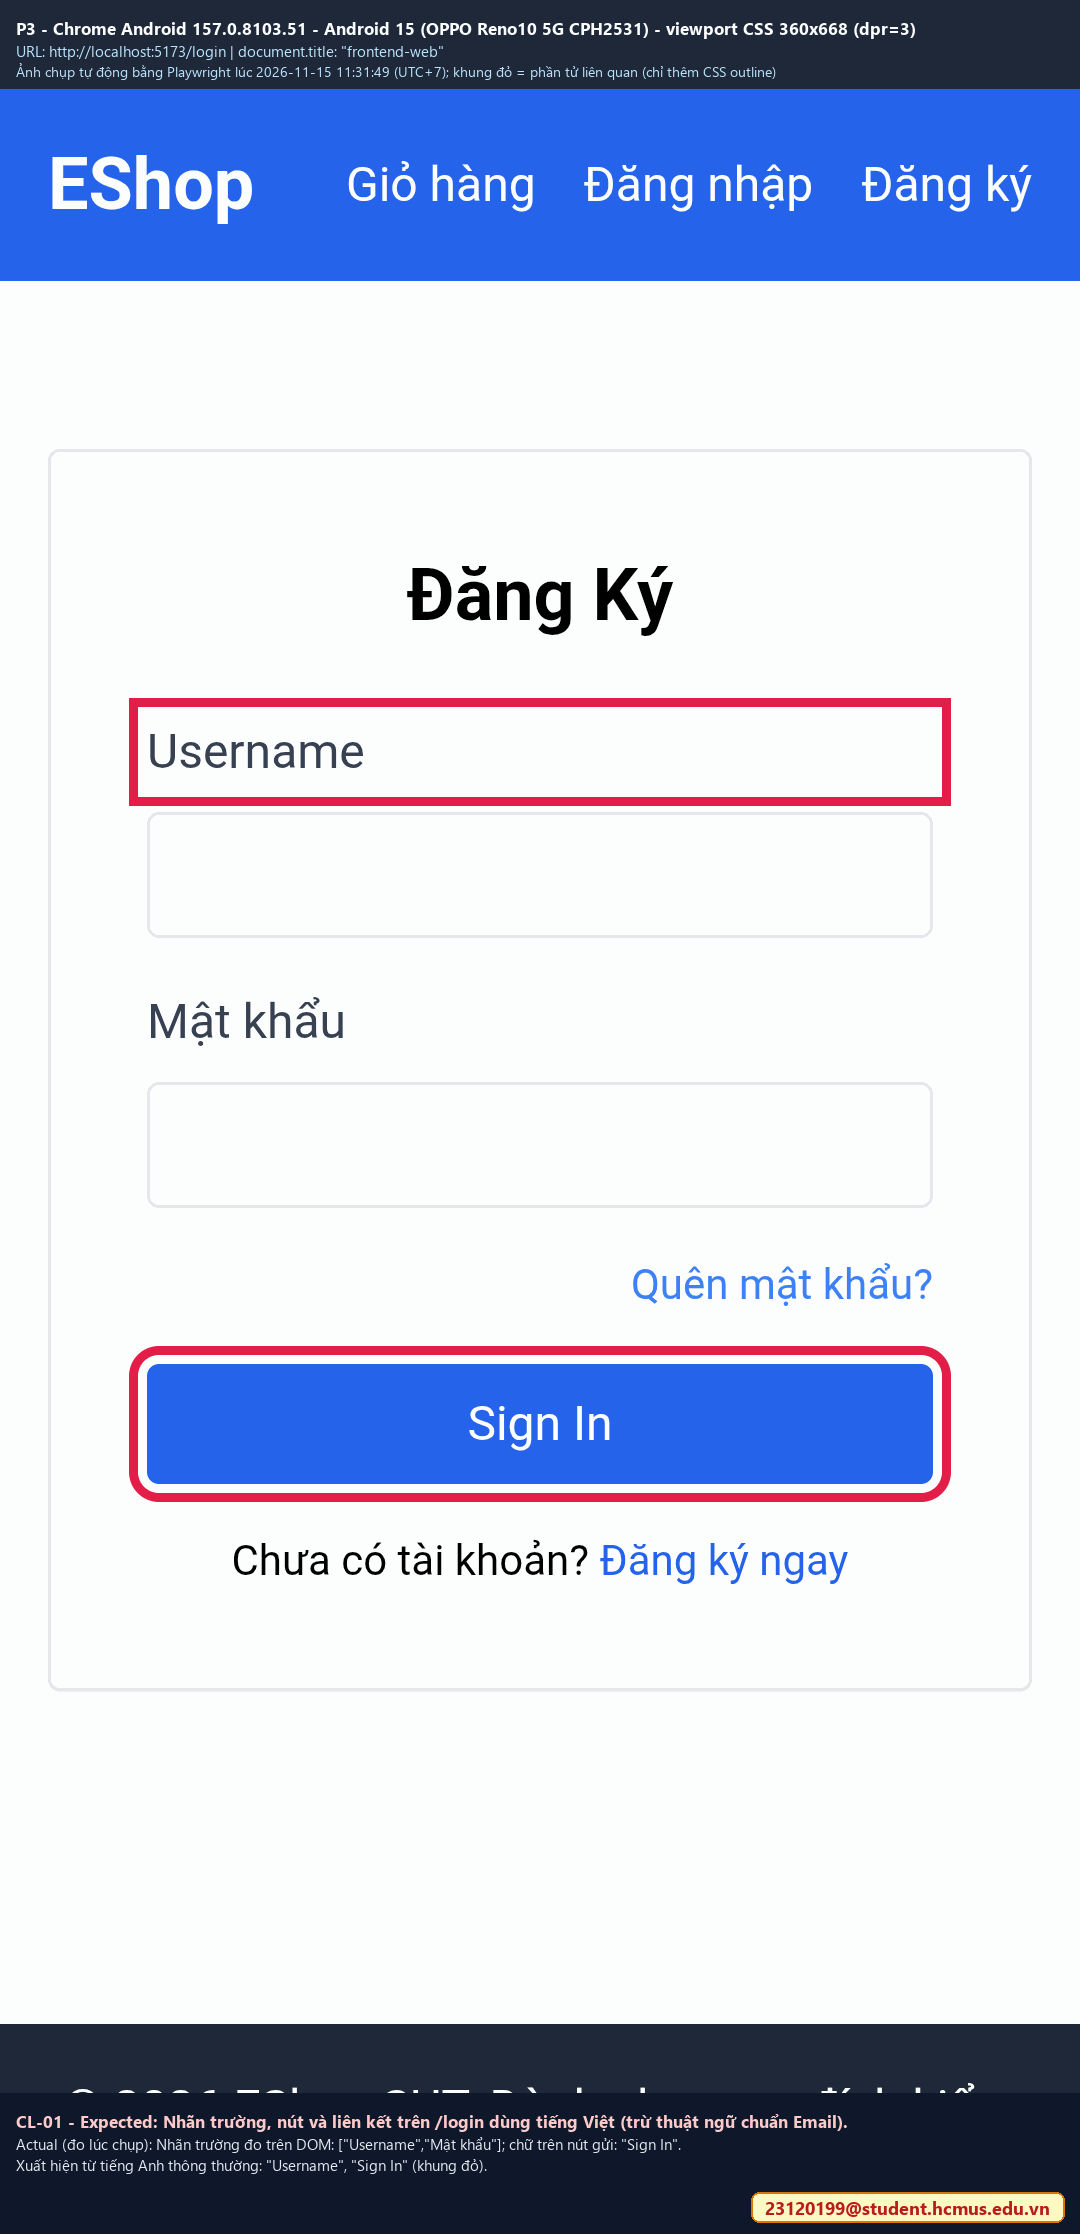 P3 - Chrome Android 157.0.8103.51 - Android 15 (OPPO Reno10 5G CPH2531) - viewport CSS 360x668 (dpr=3)
URL: http://localhost:5173/login | document.title: "frontend-web"
Ảnh chụp tự động bằng Playwright lúc 2026-11-15 11:31:49 (UTC+7); khung đỏ = phần tử liên quan (chỉ thêm CSS outline)
EShop Giỏ hàng Đăng nhập Đăng ký
Đăng Ký
Username
Mật khẩu
Quên mật khẩu?
Sign In
Chưa có tài khoản? Đăng ký ngay
CL-01 - Expected: Nhãn trường, nút và liên kết trên /login dùng tiếng Việt (trừ thuật ngữ chuẩn Email).
Actual (đo lúc chụp): Nhãn trường đo trên DOM: ["Username","Mật khẩu"]; chữ trên nút gửi: "Sign In".
Xuất hiện từ tiếng Anh thông thường: "Username", "Sign In" (khung đỏ).
23120199@student.hcmus.edu.vn